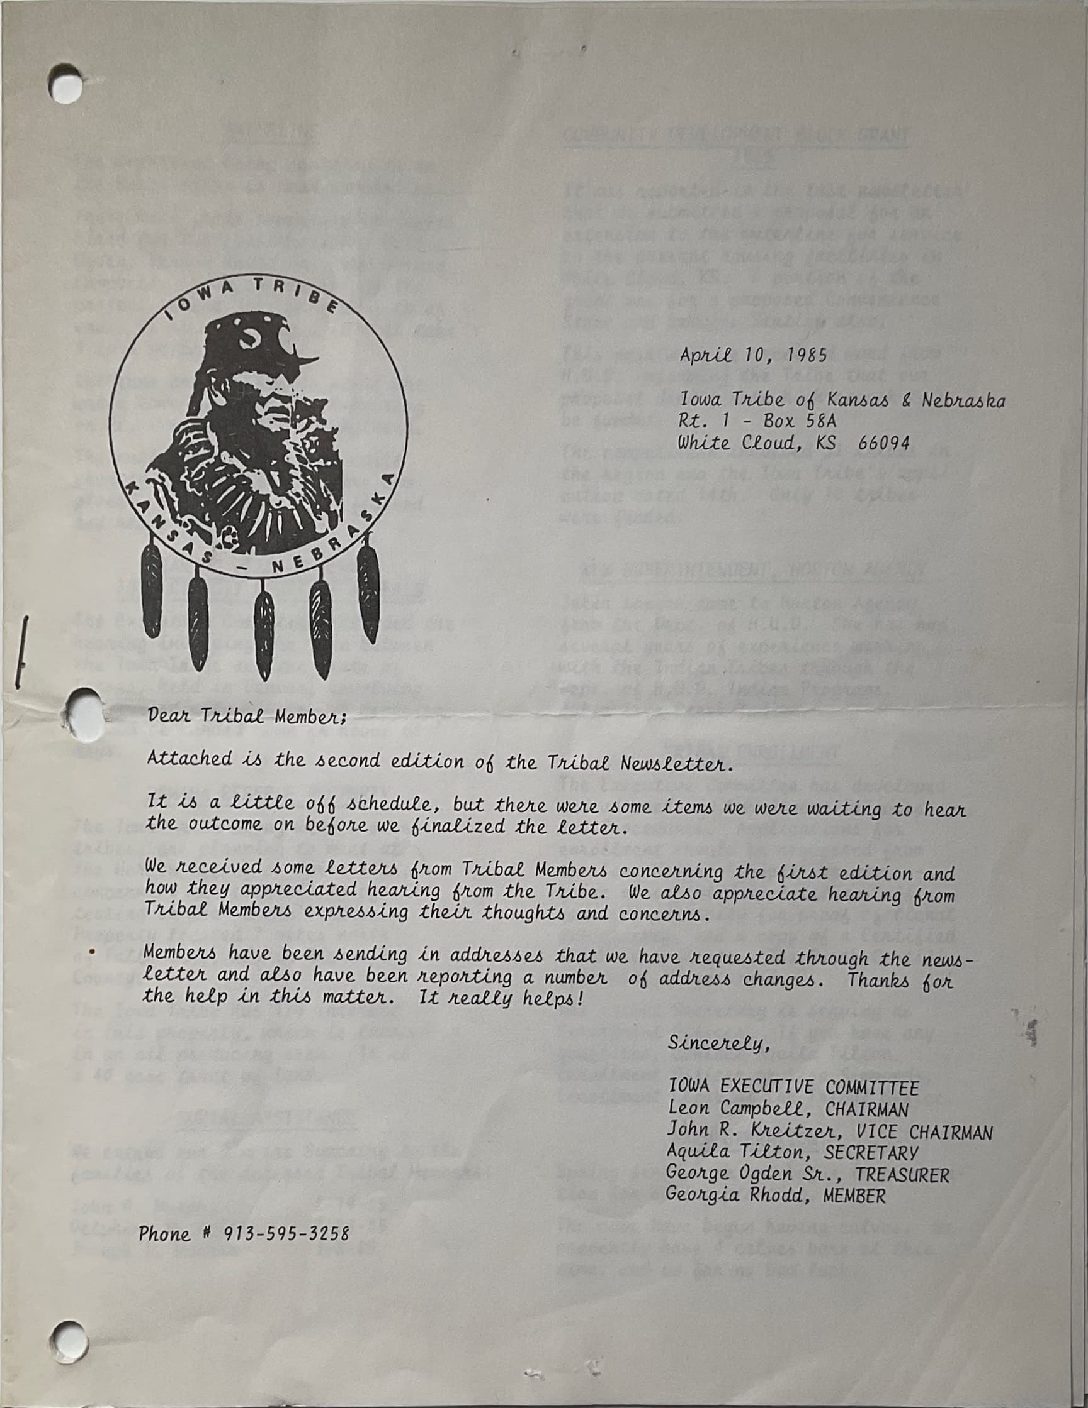 IOWA TRIBE
KANSAS - NEBRASKA
April 10, 1985
Iowa Tribe of Kansas & Nebraska
Rt. 1 - Box 58A
White Cloud, KS 66094
Dear Tribal Member;
Attached is the second edition of the Tribal Newsletter.
It is a little off schedule, but there were some items we were waiting to hear
the outcome on before we finalized the letter.
We received some letters from Tribal Members concerning the first edition and
how they appreciated hearing from the Tribe. We also appreciate hearing from
Tribal Members expressing their thoughts and concerns.
Members have been sending in addresses that we have requested through the news-
letter and also have been reporting a number of address changes. Thanks for
the help in this matter. It really helps!
Sincerely,
IOWA EXECUTIVE COMMITTEE
Leon Campbell, CHAIRMAN
John R. Kreitzer, VICE CHAIRMAN
Aquila Tilton, SECRETARY
George Ogden Sr., TREASURER
Georgia Rhodd, MEMBER
Phone # 913-595-3258